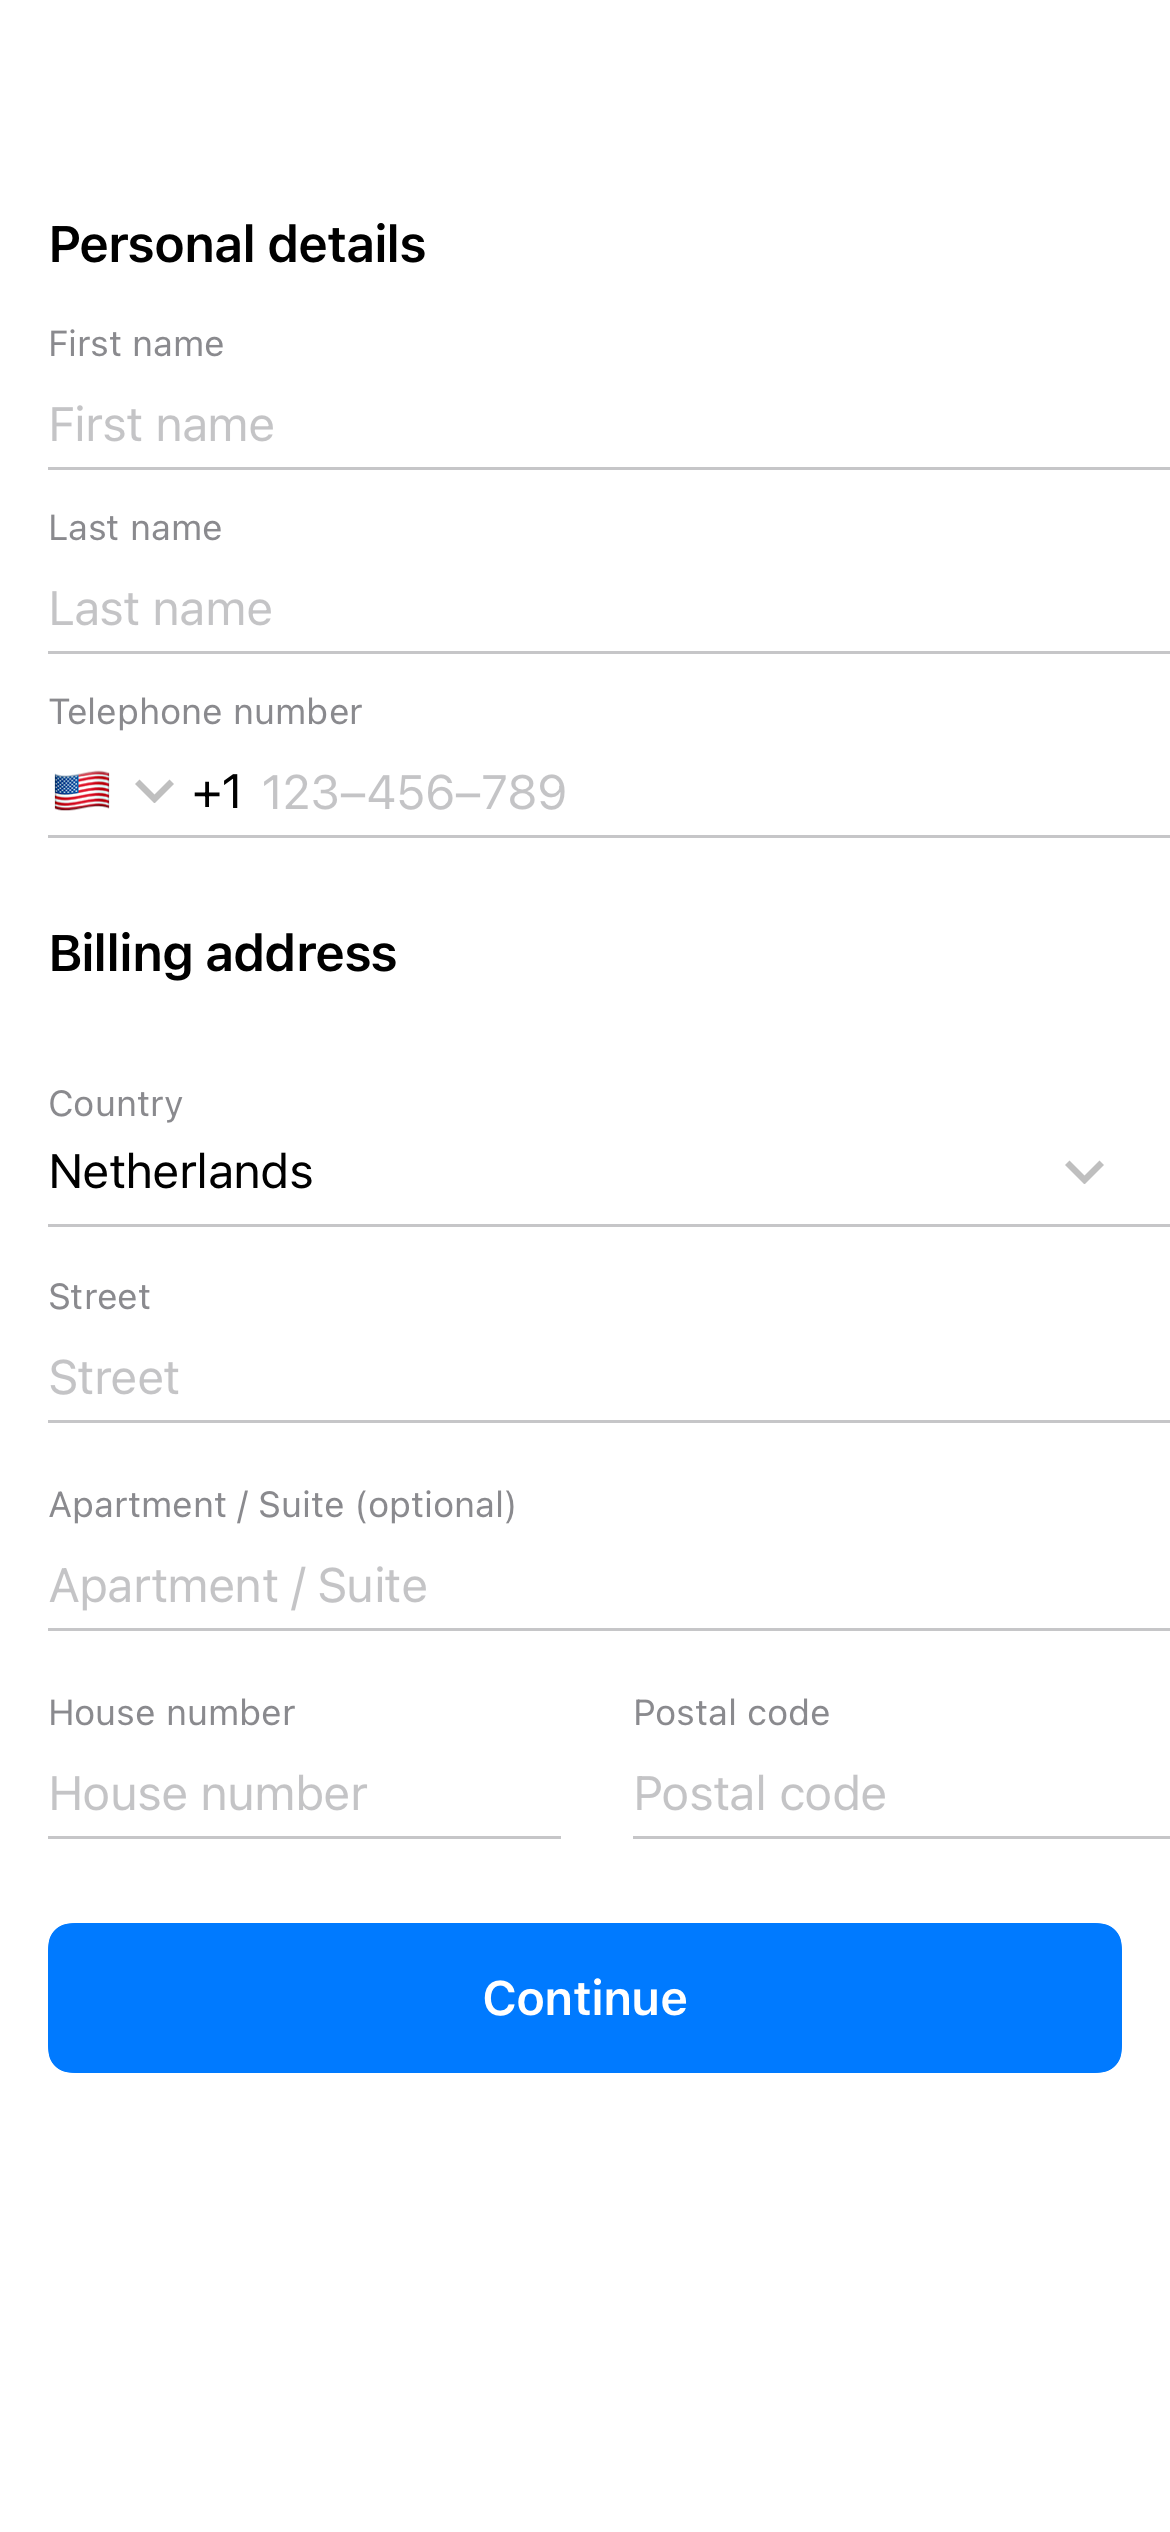 Personal details
First name
First name
Last name
Last name
Telephone number
+1 123–456–789
Billing address
Country
Netherlands
Street
Street
Apartment / Suite (optional)
Apartment / Suite
House number Postal code
House number Postal code
Continue